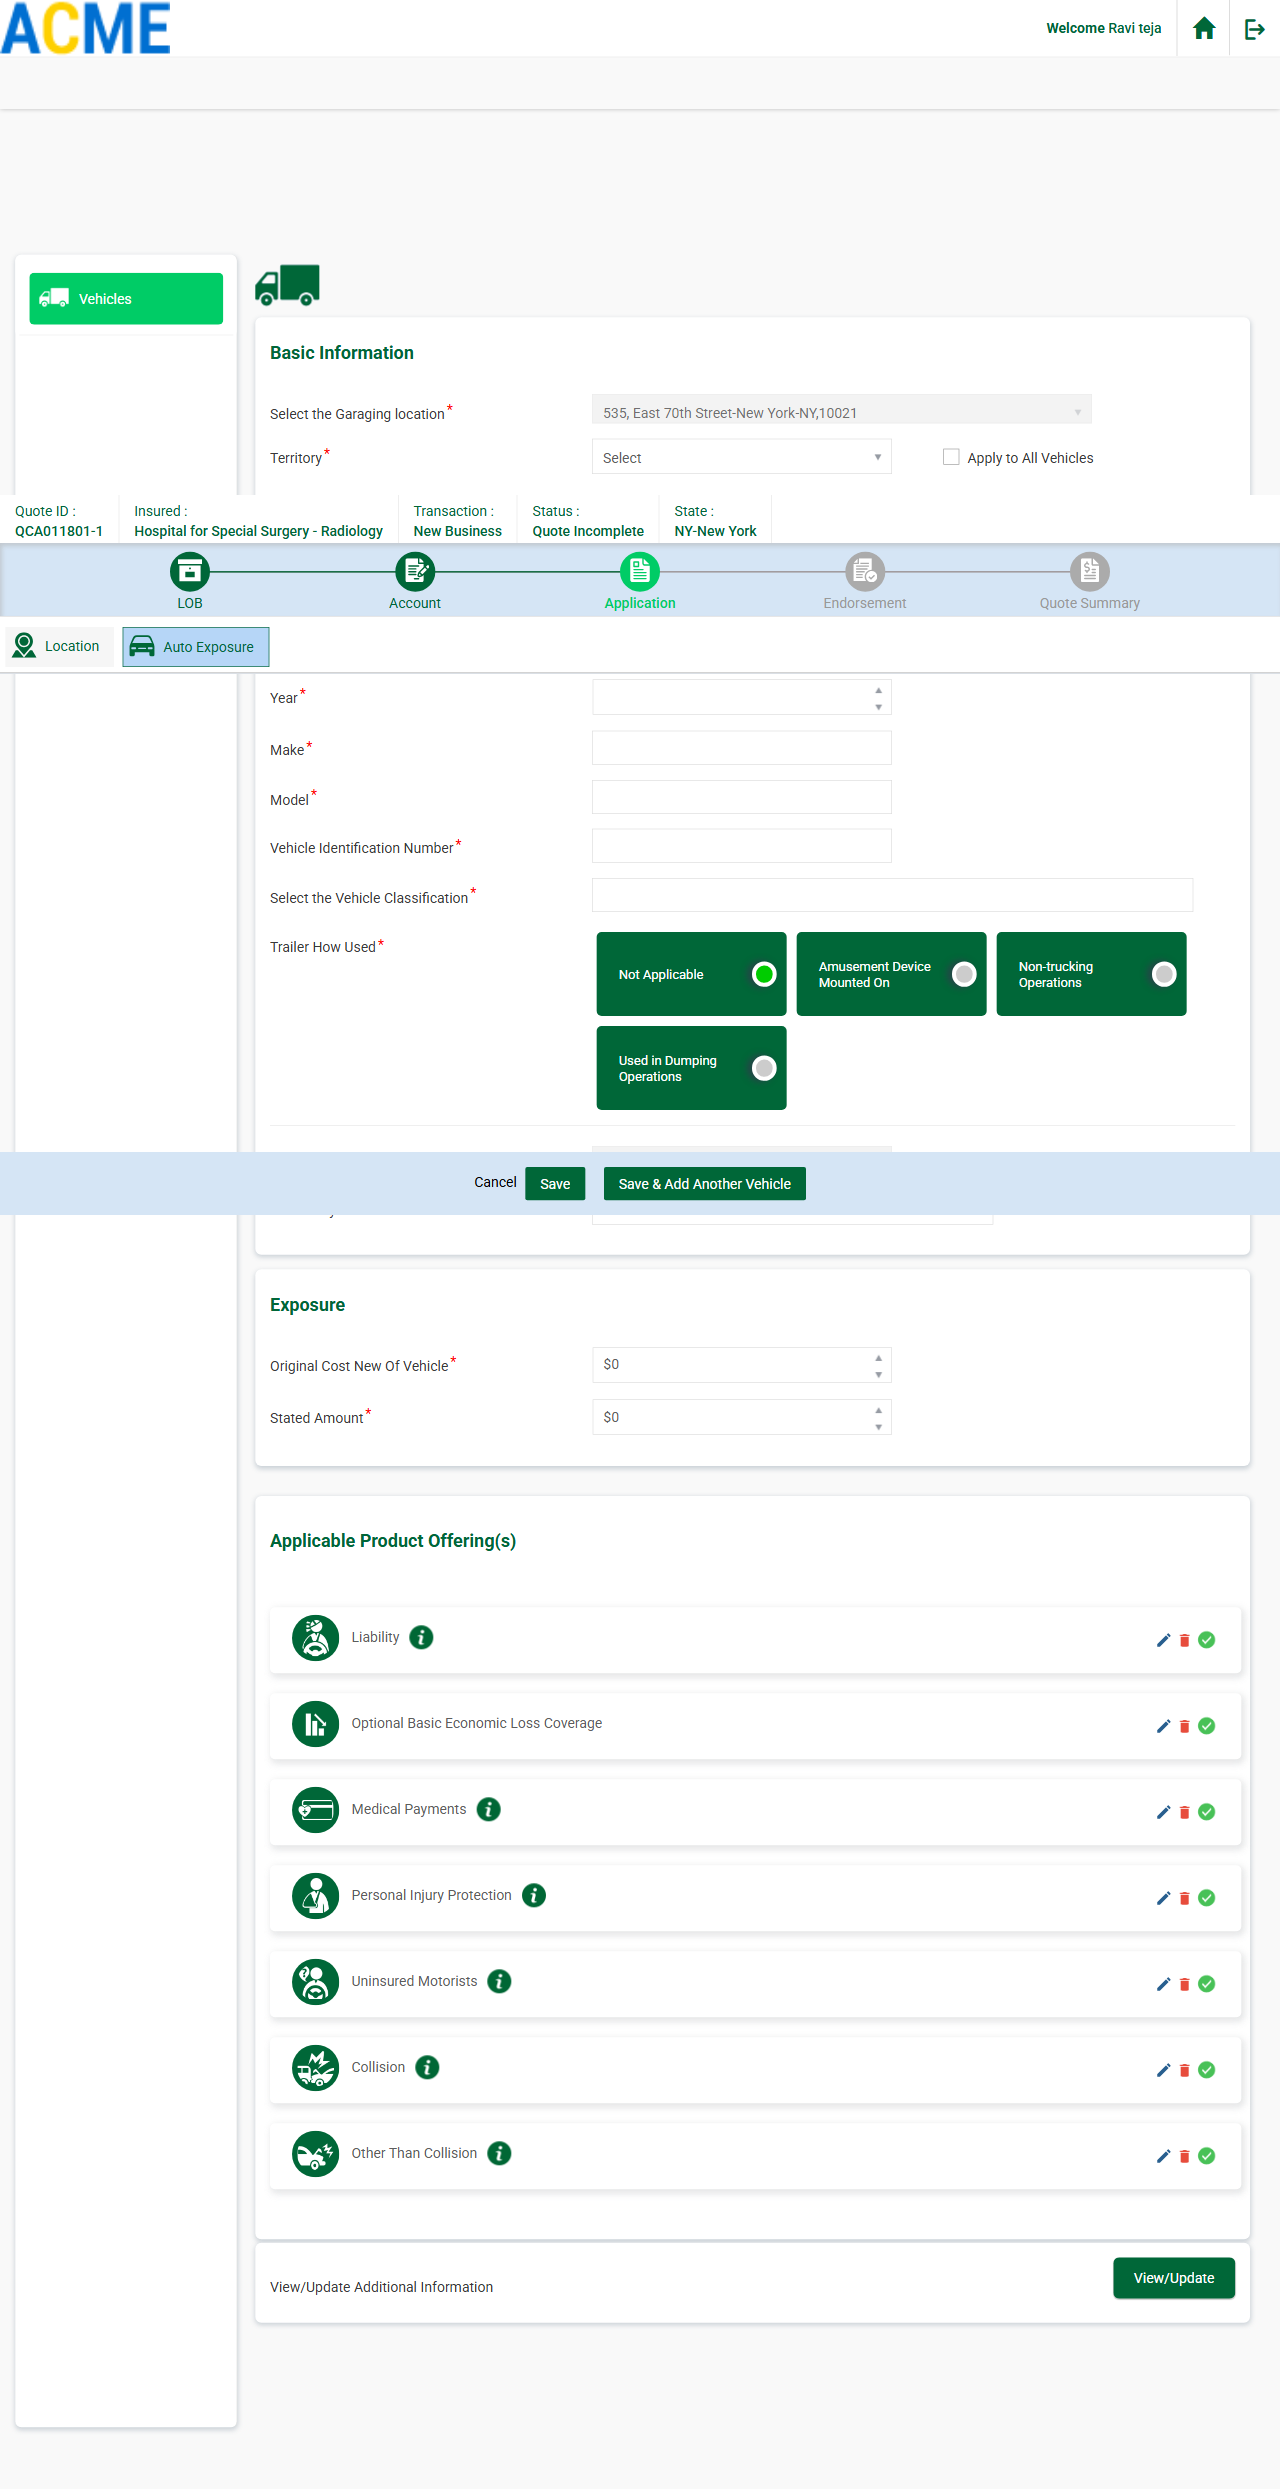 ACME
Welcome Ravi teja
Vehicles
Basic Information
Select the Garaging location*
535, East 70th Street-New York-NY,10021
Territory*
Select
Apply to All Vehicles
Quote ID :
QCA011801-1
Insured :
Hospital for Special Surgery - Radiology
Transaction :
New Business
Status :
Quote Incomplete
State :
NY-New York
LOB
Account
Application
Endorsement
Quote Summary
Location
Auto Exposure
Year*
Make*
Model*
Vehicle Identification Number*
Select the Vehicle Classification*
Trailer How Used*
Not Applicable
Amusement Device
Mounted On
Non-trucking
Operations
Used in Dumping
Operations
Cancel
Save
Save & Add Another Vehicle
Exposure
Original Cost New Of Vehicle*
$0
Stated Amount*
$0
Applicable Product Offering(s)
Liability
Optional Basic Economic Loss Coverage
Medical Payments
Personal Injury Protection
Uninsured Motorists
Collision
Other Than Collision
View/Update Additional Information
View/Update